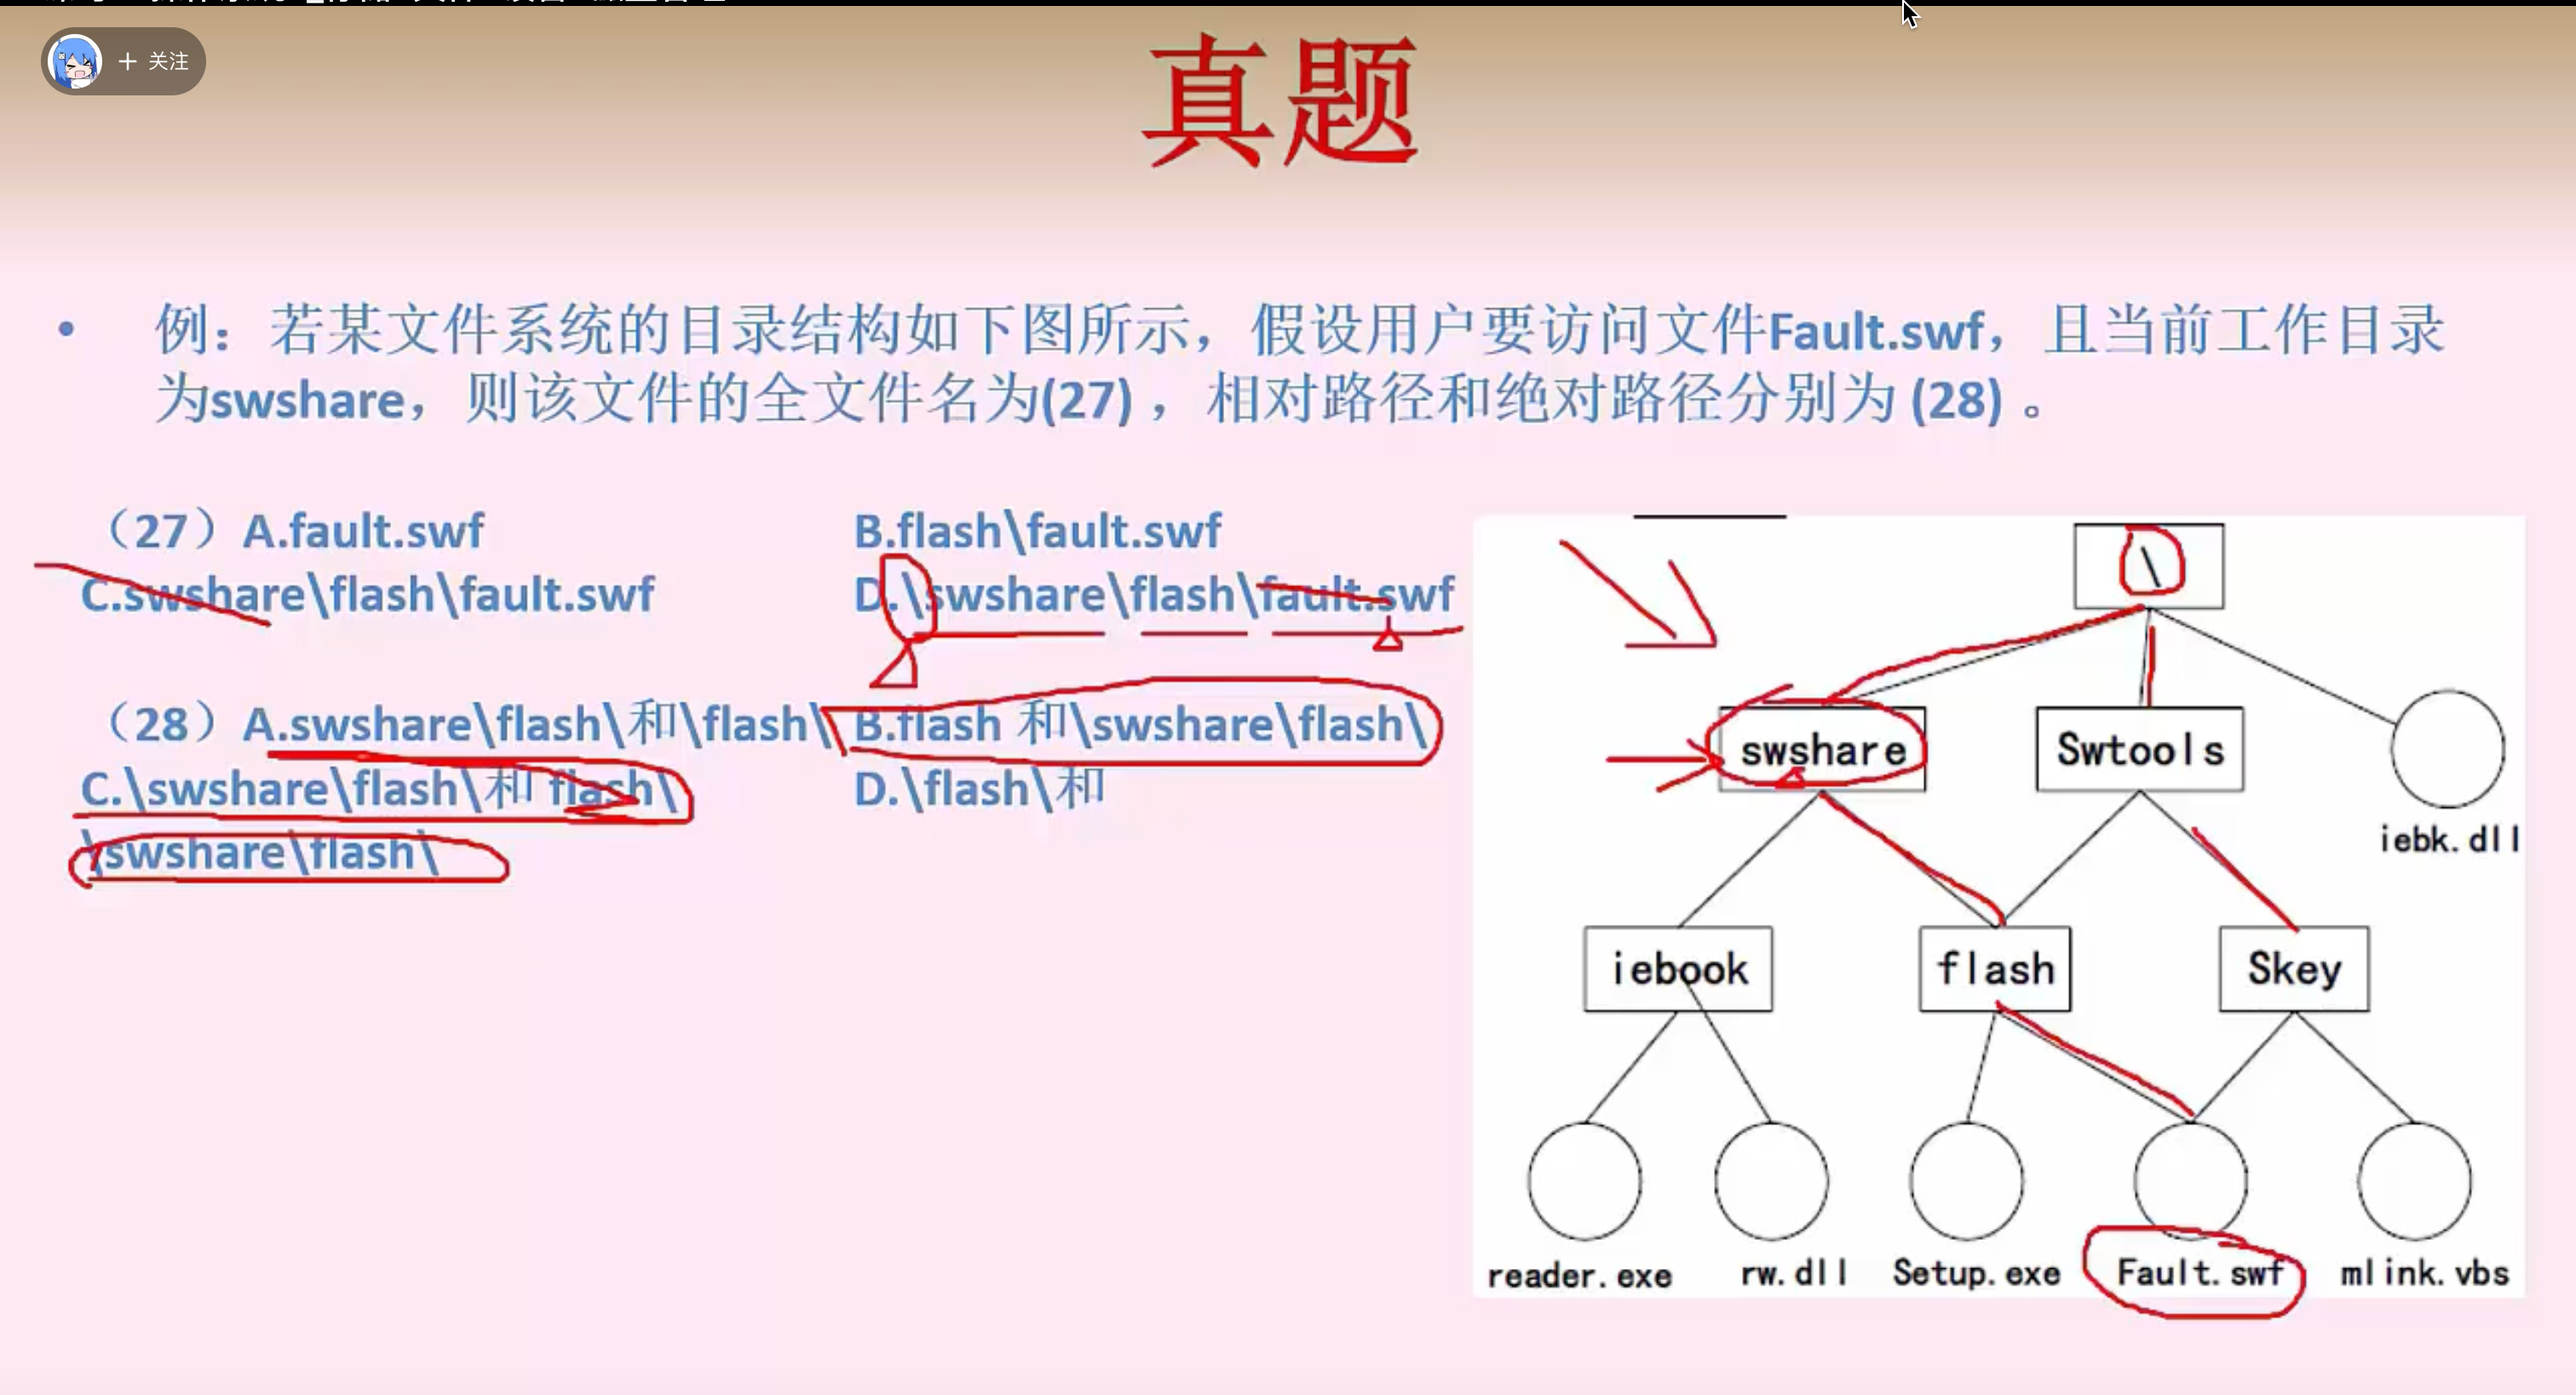 + 关注
真题
• 例：若某文件系统的目录结构如下图所示，假设用户要访问文件Fault.swf，且当前工作目录
为swshare，则该文件的全文件名为(27) ，相对路径和绝对路径分别为 (28) 。
（27）A.fault.swf B.flash\fault.swf
C.swshare\flash\fault.swf D.\swshare\flash\fault.swf
（28）A.swshare\flash\和\flash\ B.flash 和\swshare\flash\
C.\swshare\flash\和 flash\ D.\flash\和
\swshare\flash\
\
swshare Swtools
iebk.dll
iebook flash Skey
reader.exe rw.dll Setup.exe Fault.swf mlink.vbs